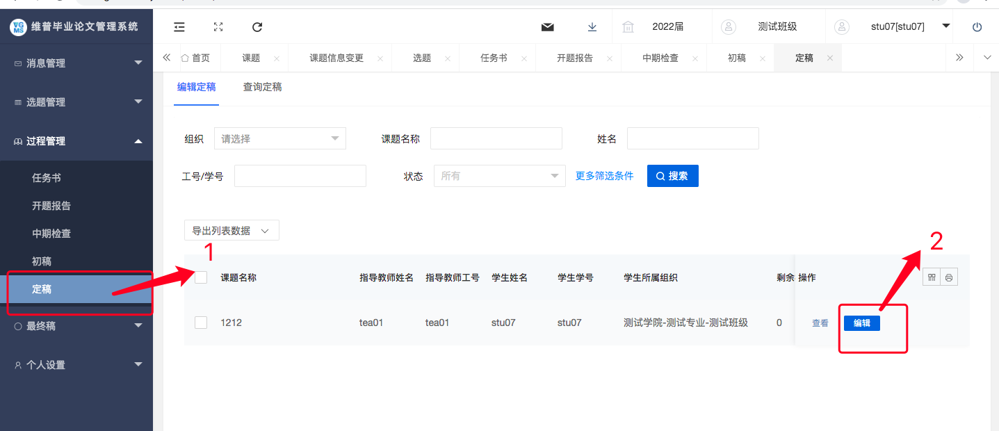 VG MS 维普毕业论文管理系统
2022届
测试班级
stu07[stu07]
首页 课题 课题信息变更 选题 任务书 开题报告 中期检查 初稿 定稿
消息管理
选题管理
过程管理
任务书
开题报告
中期检查
初稿
定稿
最终稿
个人设置
编辑定稿 查询定稿
组织 请选择 课题名称 姓名
工号/学号 状态 所有 更多筛选条件 搜索
导出列表数据
1
2
课题名称 指导教师姓名 指导教师工号 学生姓名 学生学号 学生所属组织 剩余 操作
1212 tea01 tea01 stu07 stu07 测试学院-测试专业-测试班级 0 查看 编辑